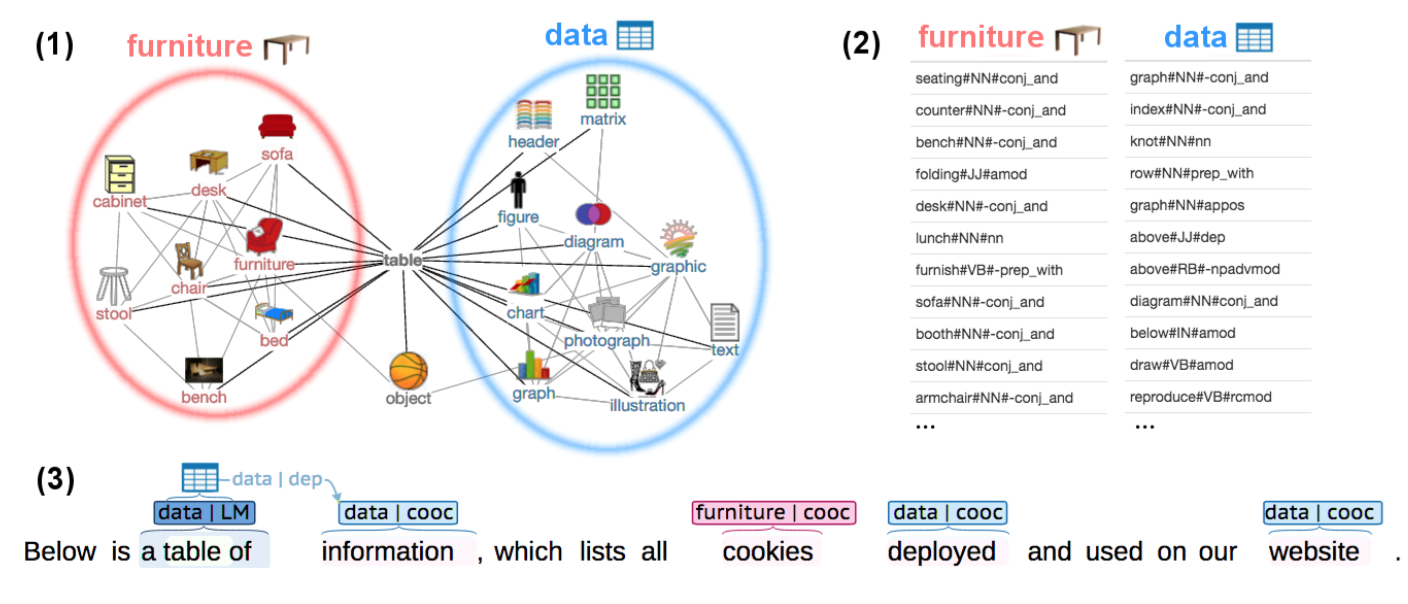 (1)
furniture
data
matrix
header
sofa
desk
cabinet
figure
diagram
table
furniture
graphic
chair
stool
chart
bed
photograph
text
bench
object
graph
illustration
(2)
furniture
data
seating#NN#conj_and
graph#NN#-conj_and
counter#NN#-conj_and
index#NN#-conj_and
bench#NN#-conj_and
knot#NN#nn
folding#JJ#amod
row#NN#prep_with
desk#NN#-conj_and
graph#NN#appos
lunch#NN#nn
above#JJ#dep
furnish#VB#-prep_with
above#RB#-npadvmod
sofa#NN#-conj_and
diagram#NN#conj_and
booth#NN#-conj_and
below#IN#amod
stool#NN#conj_and
draw#VB#amod
armchair#NN#-conj_and
reproduce#VB#rcmod
... ...
(3)
data | dep
data | LM data | cooc furniture | cooc data | cooc data | cooc
Below is a table of information , which lists all cookies deployed and used on our website .